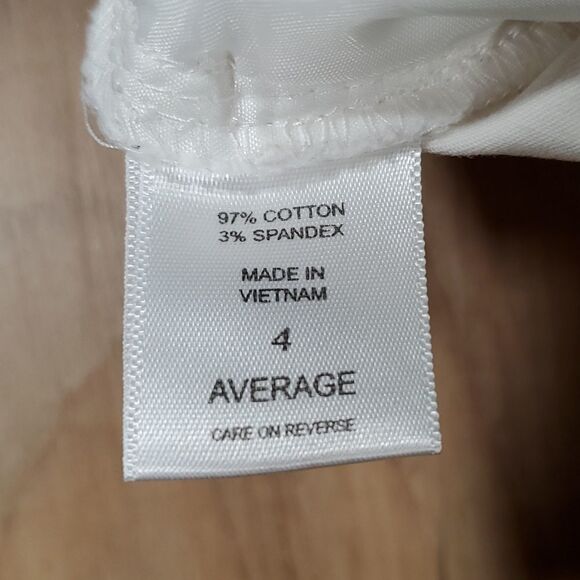 97% COTTON
3% SPANDEX
MADE IN
VIETNAM
4
AVERAGE
CARE ON REVERSE